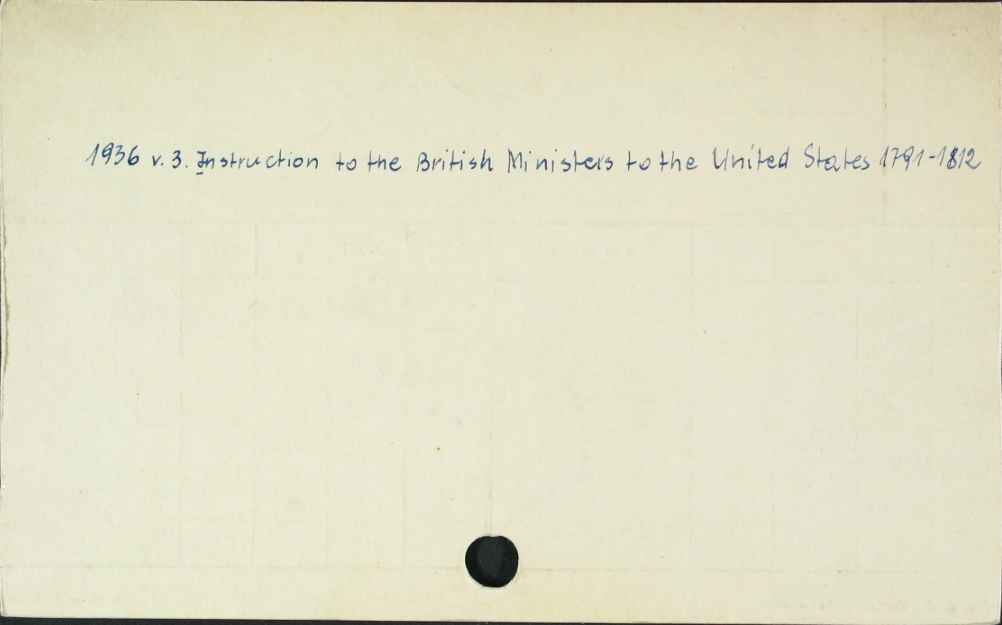 1936 v. 3. Instruction to the British Ministers to the United States 1791-1812